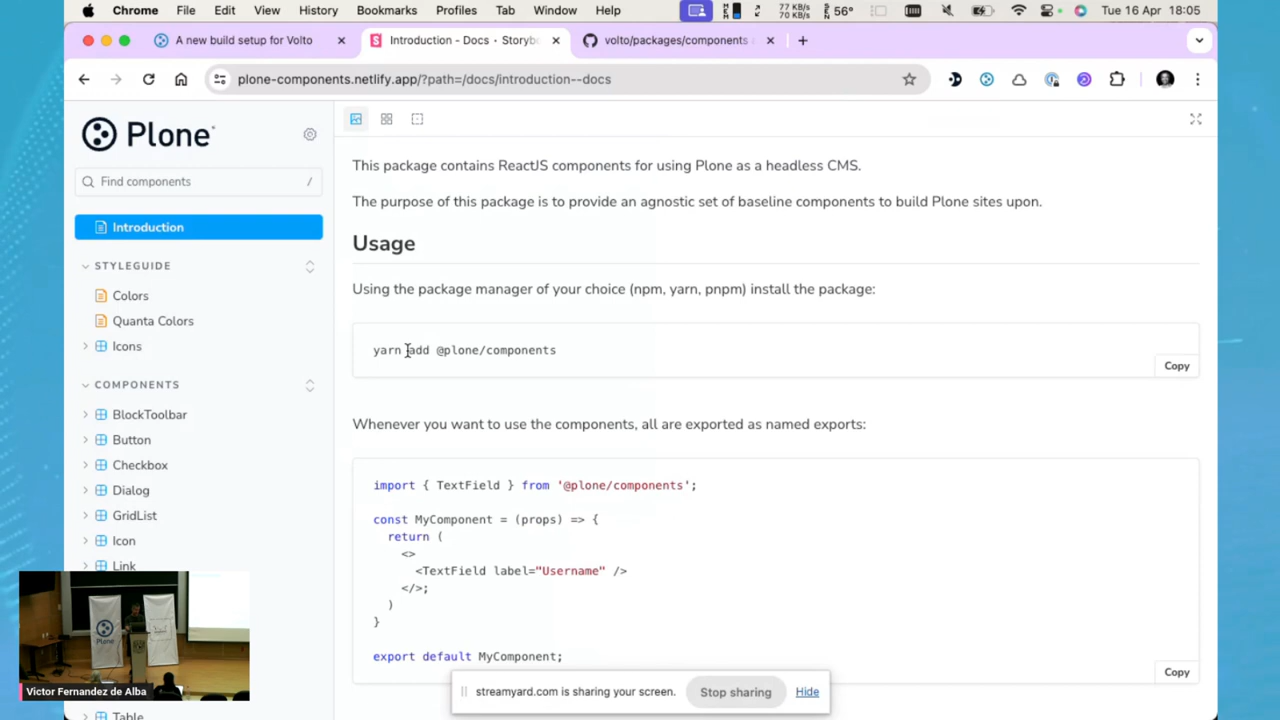 Chrome File Edit View History Bookmarks Profiles Tab Window Help
77 KB/s
70 KB/s
56°
Tue 16 Apr 18:05
A new build setup for Volto
Introduction - Docs · Storybo
volto/packages/components
plone-components.netlify.app/?path=/docs/introduction--docs
Plone
Find components /
Introduction
STYLEGUIDE
Colors
Quanta Colors
Icons
COMPONENTS
BlockToolbar
Button
Checkbox
Dialog
GridList
Icon
Link
Table
This package contains ReactJS components for using Plone as a headless CMS.
The purpose of this package is to provide an agnostic set of baseline components to build Plone sites upon.
Usage
Using the package manager of your choice (npm, yarn, pnpm) install the package:
yarn add @plone/components
Copy
Whenever you want to use the components, all are exported as named exports:
import { TextField } from '@plone/components';
const MyComponent = (props) => {
return (
<>
<TextField label="Username" />
</>;
)
}
export default MyComponent;
Copy
streamyard.com is sharing your screen. Stop sharing Hide
Plone
Victor Fernandez de Alba